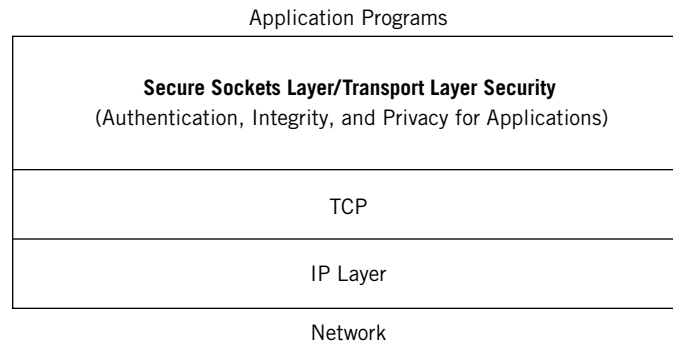 Application Programs
Secure Sockets Layer/Transport Layer Security
(Authentication, Integrity, and Privacy for Applications)
TCP
IP Layer
Network